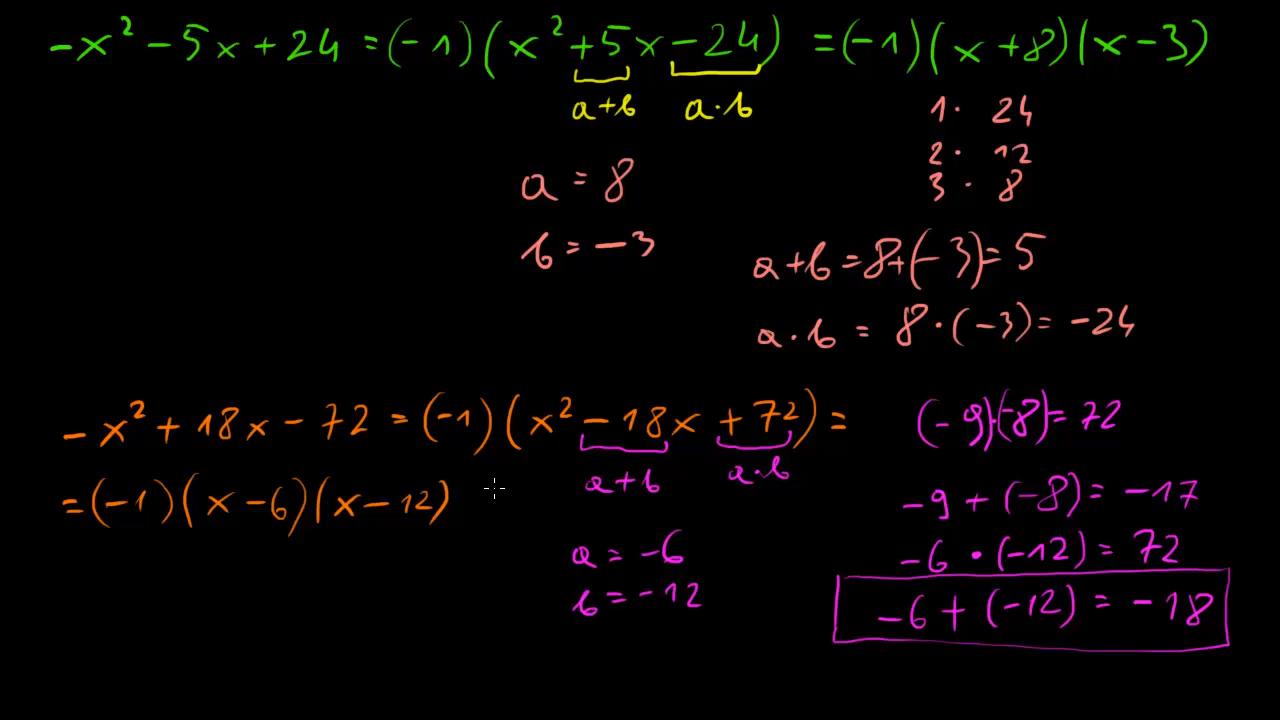 -x² - 5x + 24 = (-1)(x² + 5x - 24) = (-1)(x + 8)(x - 3)
a + b a · b
1 · 24
2 · 12
3 · 8
a = 8
b = -3
a + b = 8 + (-3) = 5
a · b = 8 · (-3) = -24
-x² + 18x - 72 = (-1)(x² - 18x + 72) =
a + b a · b
= (-1)(x - 6)(x - 12)
a = -6
b = -12
(-9)·(-8) = 72
-9 + (-8) = -17
-6 · (-12) = 72
-6 + (-12) = -18